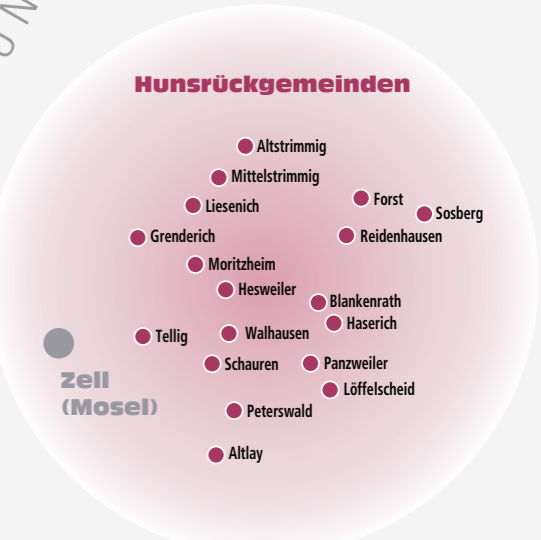 UN
Hunsrückgemeinden
Altstrimmig
Mittelstrimmig
Forst
Liesenich
Sosberg
Grenderich
Reidenhausen
Moritzheim
Hesweiler
Blankenrath
Haserich
Tellig
Walhausen
Schauren
Panzweiler
Zell
(Mosel)
Löffelscheid
Peterswald
Altlay